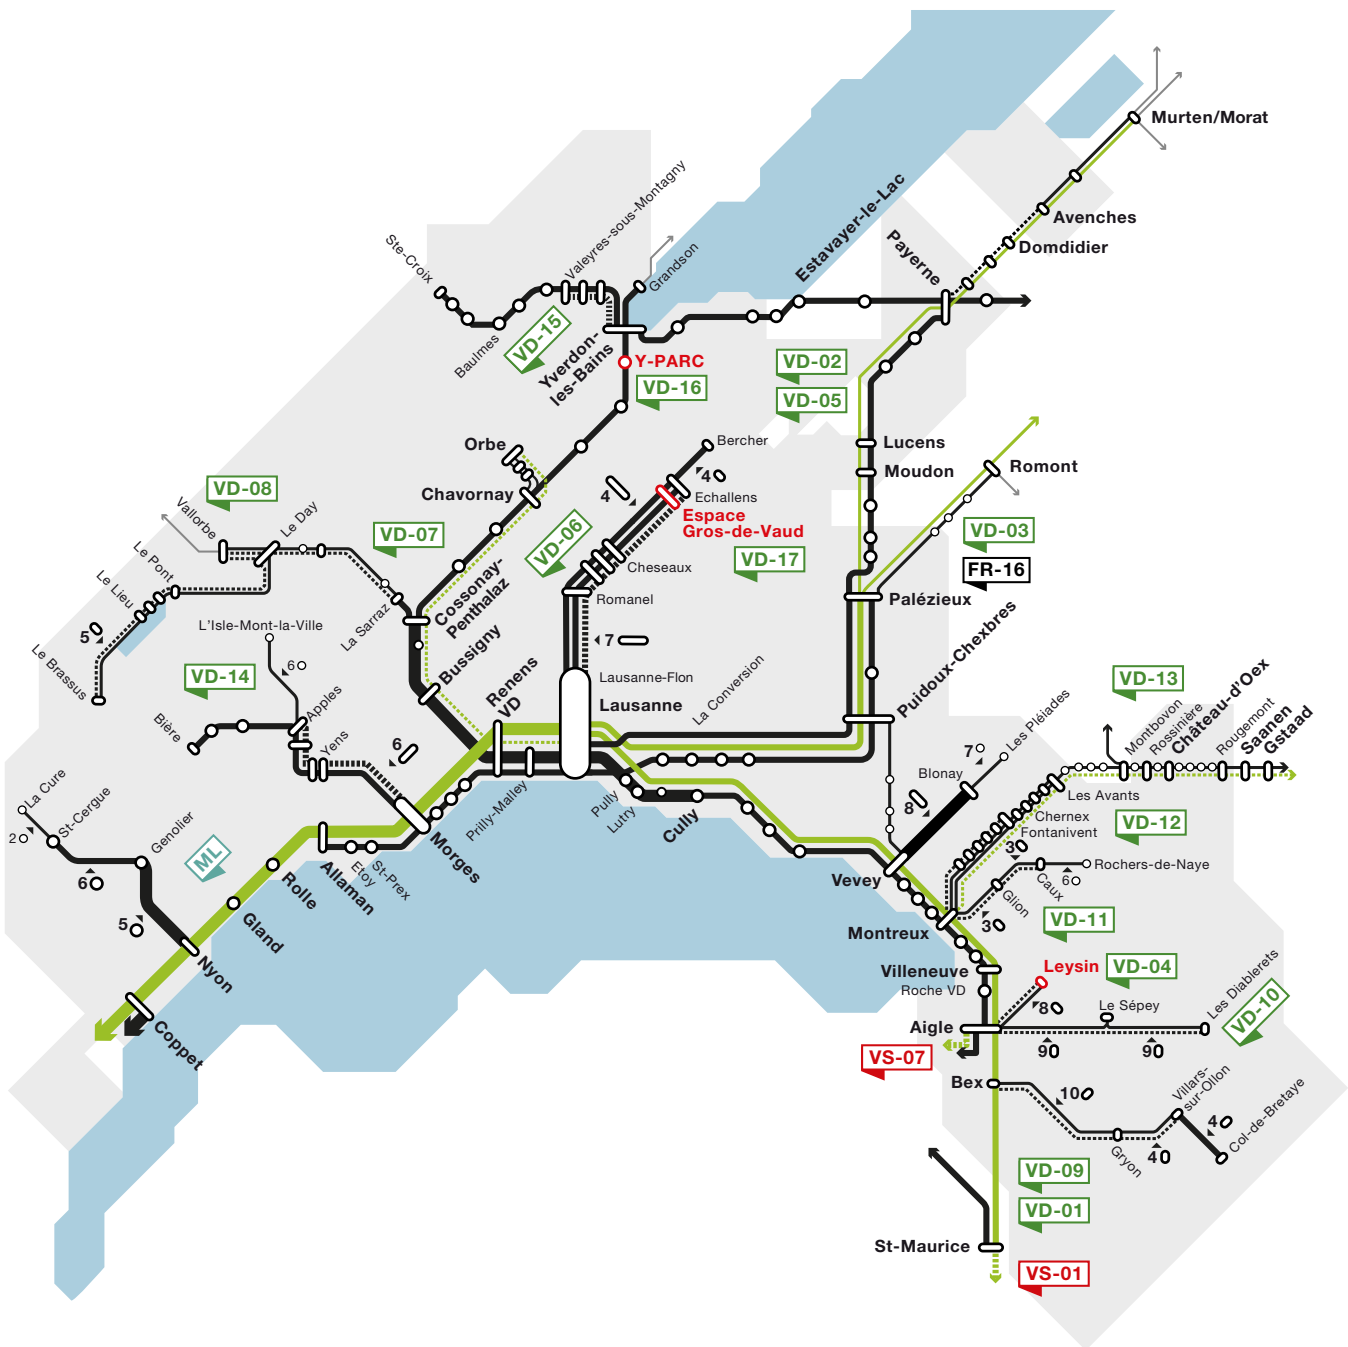 Murten/Morat
Avenches
Domdidier
Payerne
Estavayer-le-Lac
Grandson
Valeyres-sous-Montagny
Ste-Croix
Baulmes
VD-15
Yverdon-
les-Bains
Y-PARC
VD-16
VD-02
VD-05
Lucens
Moudon
Romont
VD-03
FR-16
Palézieux
Puidoux-Chexbres
Orbe
Chavornay
Bercher
4
4
Echallens
Espace
Gros-de-Vaud
VD-06
VD-17
Cheseaux
Romanel
7
VD-08
Vallorbe
Le Day
VD-07
Le Pont
Le Lieu
5
Le Brassus
La Sarraz
Cossonay-
Penthalaz
Bussigny
L'Isle-Mont-la-Ville
6
VD-14
Apples
Bière
Yens
6
Renens
VD
Lausanne-Flon
Lausanne
La Conversion
Prilly-Malley
Pully
Lutry
Cully
Morges
St-Prex
Etoy
Allaman
Rolle
Gland
Nyon
Coppet
ML
La Cure
2
St-Cergue
Genolier
6
5
VD-13
Montbovon
Rossinière
Château-d'Oex
Rougemont
Saanen
Gstaad
Les Pléiades
7
Blonay
8
Les Avants
Chernex
Fontanivent
VD-12
3
Rochers-de-Naye
6
Caux
Glion
3
VD-11
Vevey
Montreux
Villeneuve
Roche VD
Leysin
VD-04
8
Le Sépey
Les Diablerets
VD-10
Aigle
9
9
VS-07
Bex
10
Villars-
sur-Ollon
4
Col-de-Bretaye
Gryon
4
VD-09
VD-01
St-Maurice
VS-01